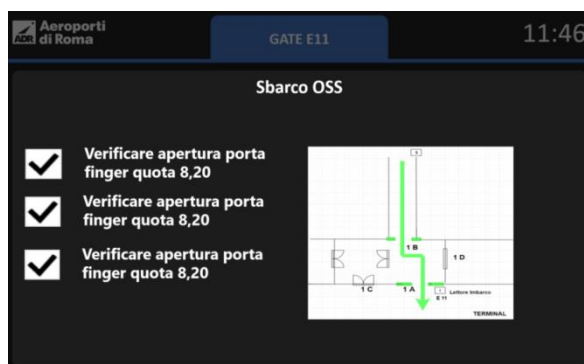 ADR Aeroporti
di Roma
GATE E11
11:46
Sbarco OSS
Verificare apertura porta
finger quota 8,20
Verificare apertura porta
finger quota 8,20
Verificare apertura porta
finger quota 8,20
1 B
1 D
1 C
1 A
E 11
Lettore Imbarco
TERMINAL